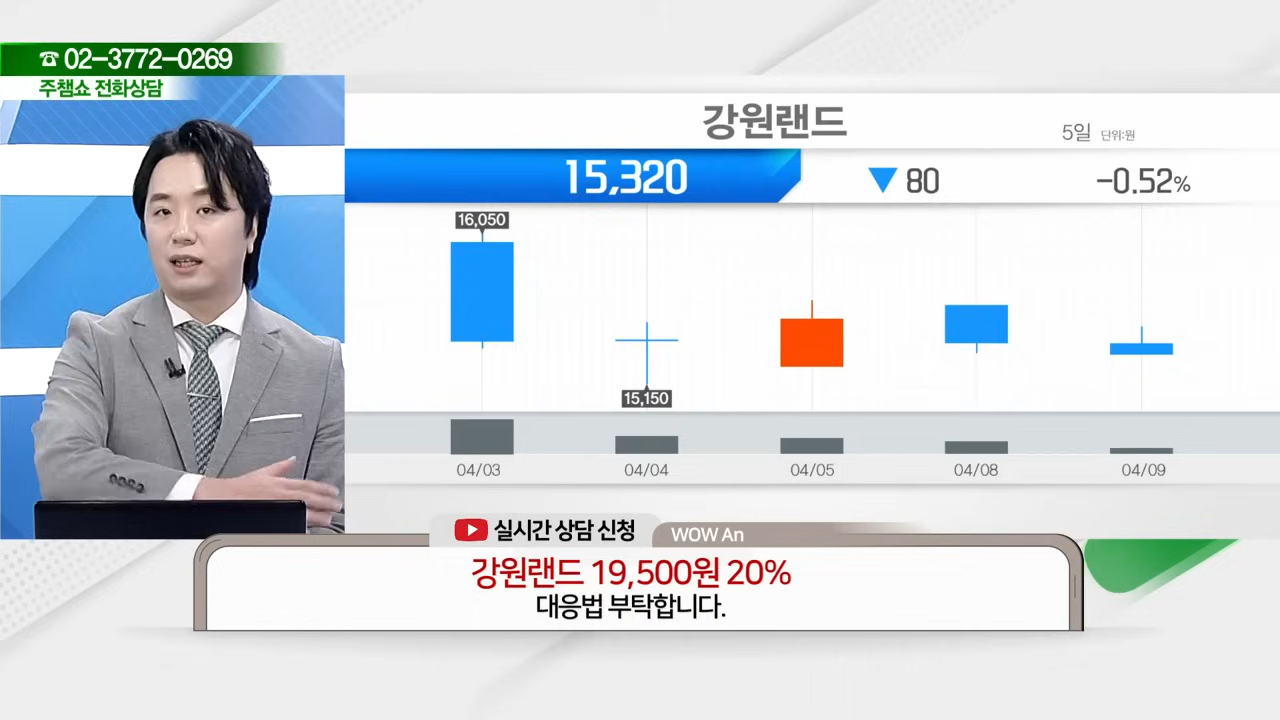 ☎ 02-3772-0269
주챔쇼 전화상담
강원랜드
5일 단위:원
15,320 ▼ 80 -0.52%
16,050
15,150
04/03 04/04 04/05 04/08 04/09
실시간 상담 신청 WOW An
강원랜드 19,500원 20%
대응법 부탁합니다.